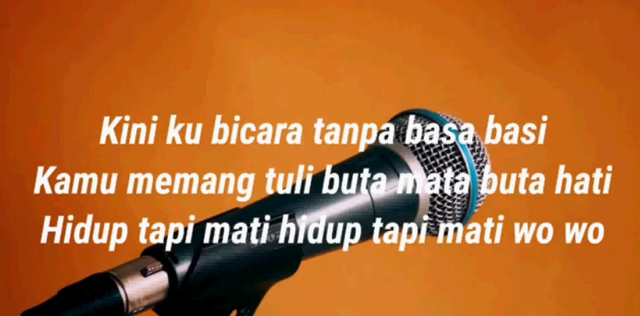 Kini ku bicara tanpa basa basi
Kamu memang tuli buta mata buta hati
Hidup tapi mati hidup tapi mati wo wo